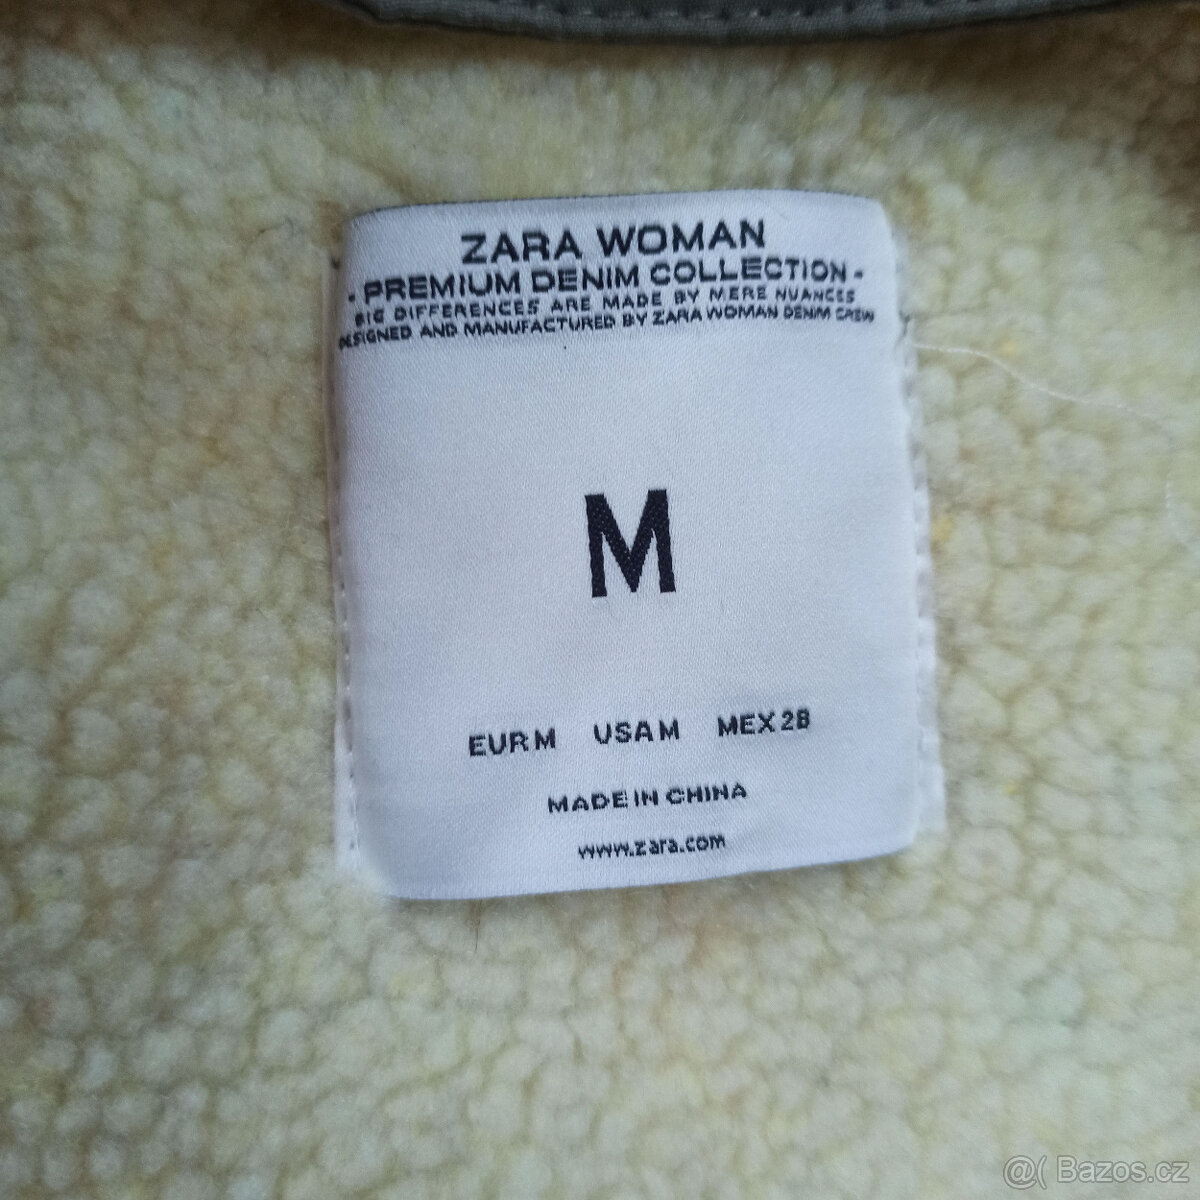 ZARA WOMAN
- PREMIUM DENIM COLLECTION -
BIG DIFFERENCES ARE MADE BY MERE NUANCES
DESIGNED AND MANUFACTURED BY ZARA WOMAN DENIM CREW
M
EUR M USA M MEX 28
MADE IN CHINA
www.zara.com
@( Bazos.cz